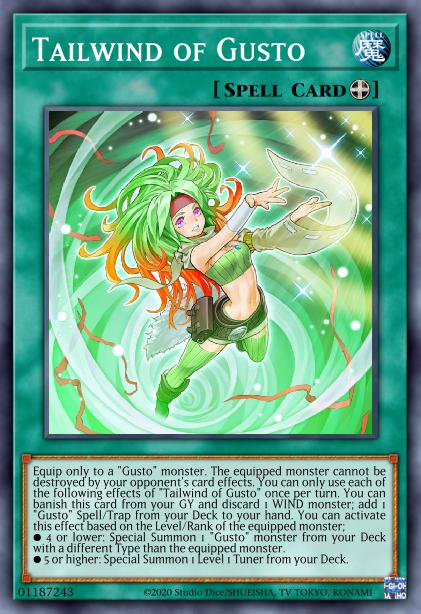 TAILWIND OF GUSTO
SPELL
魔
[SPELL CARD]
Equip only to a "Gusto" monster. The equipped monster cannot be
destroyed by your opponent's card effects. You can only use each of
the following effects of "Tailwind of Gusto" once per turn. You can
banish this card from your GY and discard 1 WIND monster; add 1
"Gusto" Spell/Trap from your Deck to your hand. You can activate
this effect based on the Level/Rank of the equipped monster;
● 4 or lower: Special Summon 1 "Gusto" monster from your Deck
with a different Type than the equipped monster.
● 5 or higher: Special Summon 1 Level 1 Tuner from your Deck.
01187243 ©2020 Studio Dice/SHUEISHA, TV TOKYO, KONAMI